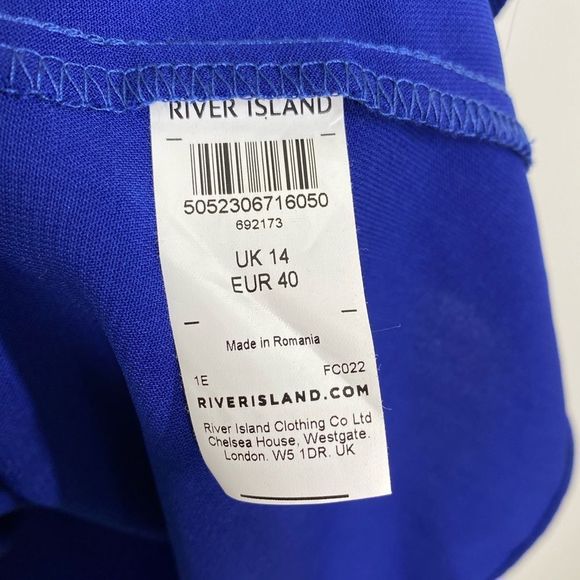 RIVER ISLAND
5052306716050
692173
UK 14
EUR 40
Made in Romania
1E FC022
RIVERISLAND.COM
River Island Clothing Co Ltd
Chelsea House, Westgate.
London. W5 1DR. UK